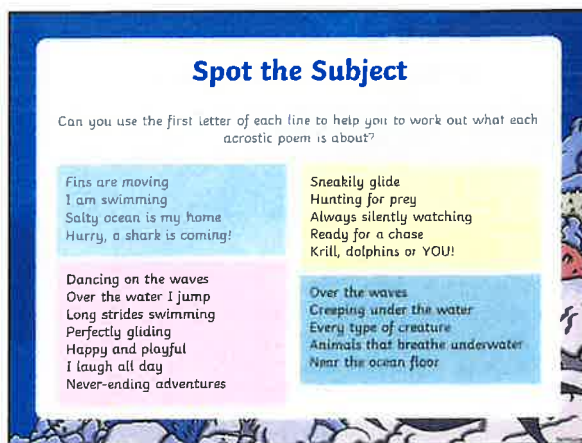 Spot the Subject
Can you use the first letter of each line to help you to work out what each
acrostic poem is about?
Fins are moving
I am swimming
Salty ocean is my home
Hurry, a shark is coming!
Sneakily glide
Hunting for prey
Always silently watching
Ready for a chase
Krill, dolphins or YOU!
Dancing on the waves
Over the water I jump
Long strides swimming
Perfectly gliding
Happy and playful
I laugh all day
Never-ending adventures
Over the waves
Creeping under the water
Every type of creature
Animals that breathe underwater
Near the ocean floor